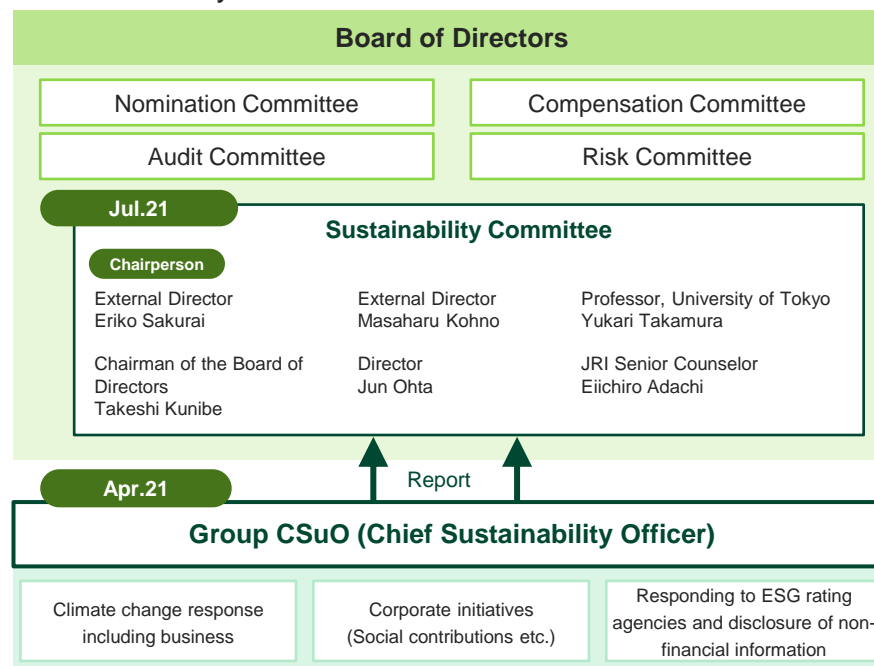 Board of Directors
Nomination Committee
Compensation Committee
Audit Committee
Risk Committee
Jul.21
Sustainability Committee
Chairperson
External Director
Eriko Sakurai
External Director
Masaharu Kohno
Professor, University of Tokyo
Yukari Takamura
Chairman of the Board of
Directors
Takeshi Kunibe
Director
Jun Ohta
JRI Senior Counselor
Eiichiro Adachi
Report
Apr.21
Group CSuO (Chief Sustainability Officer)
Climate change response
including business
Corporate initiatives
(Social contributions etc.)
Responding to ESG rating
agencies and disclosure of non-
financial information